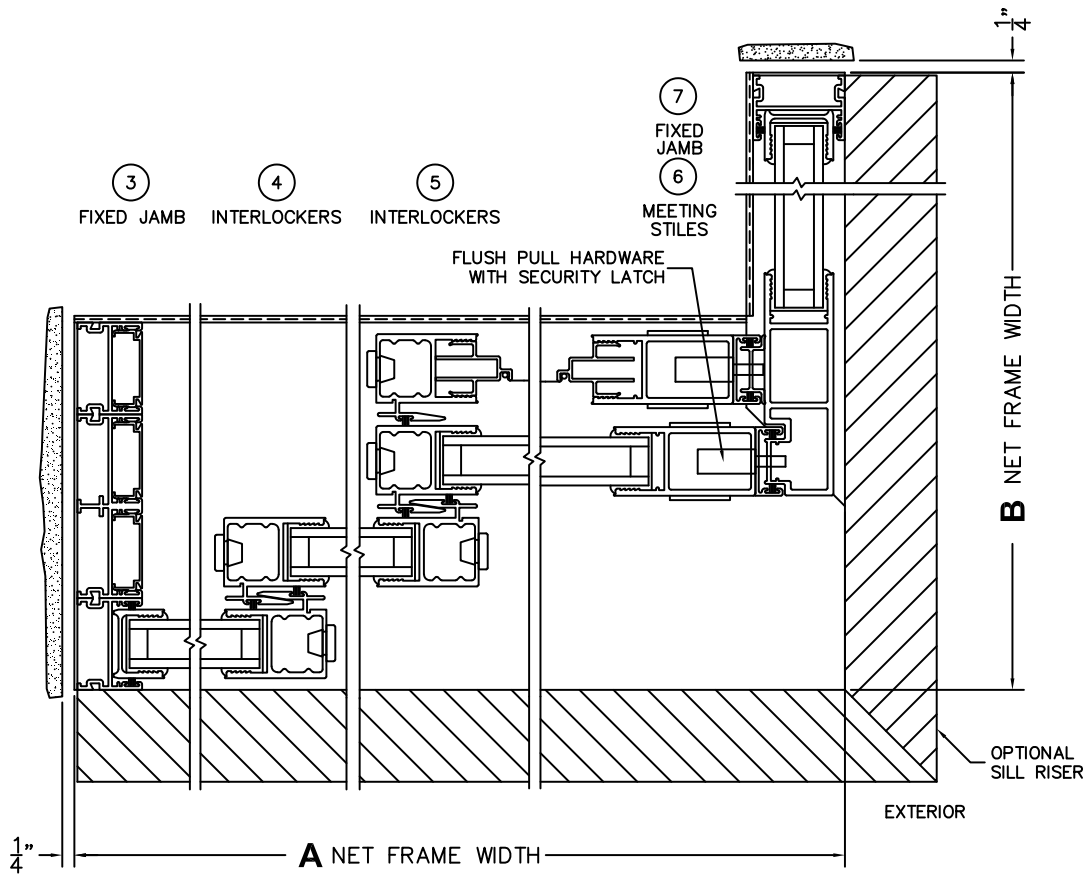 1/4"
7
FIXED
JAMB
3
4
5
6
FIXED JAMB
INTERLOCKERS
INTERLOCKERS
MEETING
STILES
FLUSH PULL HARDWARE
WITH SECURITY LATCH
B NET FRAME WIDTH
OPTIONAL
SILL RISER
EXTERIOR
1/4"
A NET FRAME WIDTH